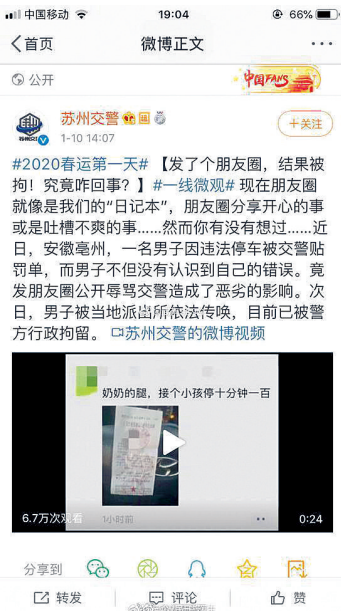 中国移动 19:04 66%
首页 微博正文
公开 中国FANS
苏州交警
1-10 14:07
+关注
#2020春运第一天# 【发了个朋友圈，结果被
拘！究竟咋回事？】#一线微观# 现在朋友圈
就像是我们的“日记本”，朋友圈分享开心的事
或是吐槽不爽的事……然而你有没有想过……近
日，安徽亳州，一名男子因违法停车被交警贴
罚单，而男子不但没有认识到自己的错误。竟
发朋友圈公开辱骂交警造成了恶劣的影响。次
日，男子被当地派出所依法传唤，目前已被警
方行政拘留。 苏州交警的微博视频
奶奶的腿，接个小孩停十分钟一百
1小时前
6.7万次观看 0:24
分享到
转发 评论 赞